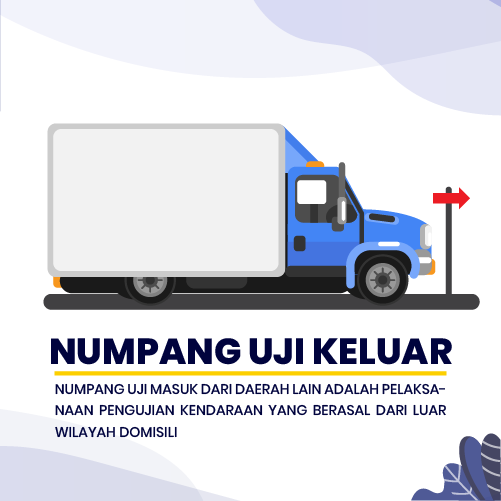 NUMPANG UJI KELUAR
NUMPANG UJI MASUK DARI DAERAH LAIN ADALAH PELAKSA-
NAAN PENGUJIAN KENDARAAN YANG BERASAL DARI LUAR
WILAYAH DOMISILI